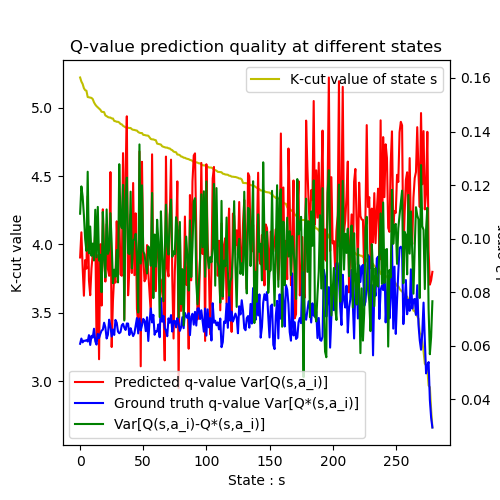 Q-value prediction quality at different states
K-cut value of state s
5.0
4.5
4.0
3.5
3.0
K-cut value
0.16
0.14
0.12
0.10
0.08
0.06
0.04
Predicted q-value Var[Q(s,a_i)]
Ground truth q-value Var[Q*(s,a_i)]
Var[Q(s,a_i)-Q*(s,a_i)]
0 50 100 150 200 250
State : s